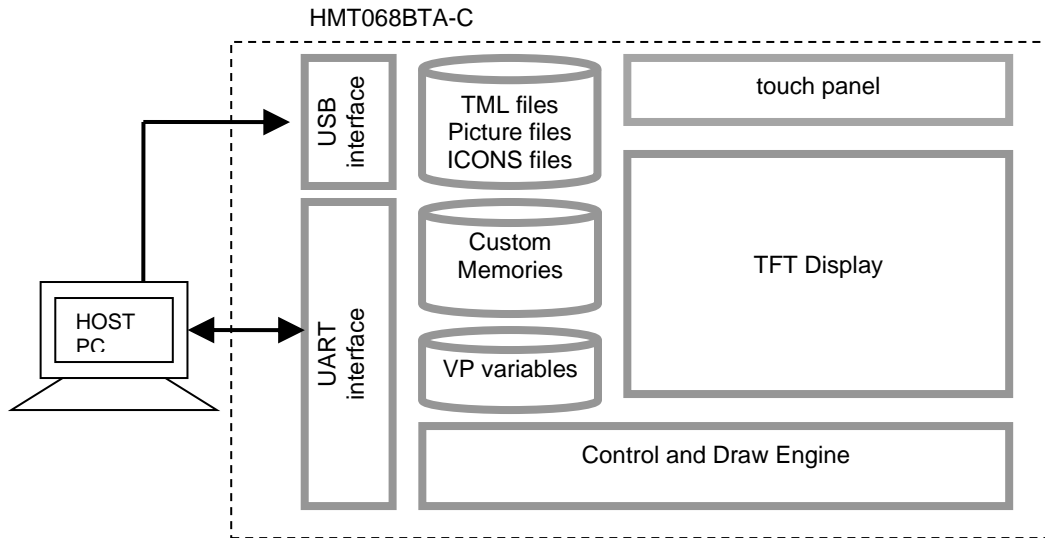 HMT068BTA-C
USB
interface
TML files
Picture files
ICONS files
touch panel
Custom
Memories
TFT Display
HOST
PC
UART
interface
VP variables
Control and Draw Engine